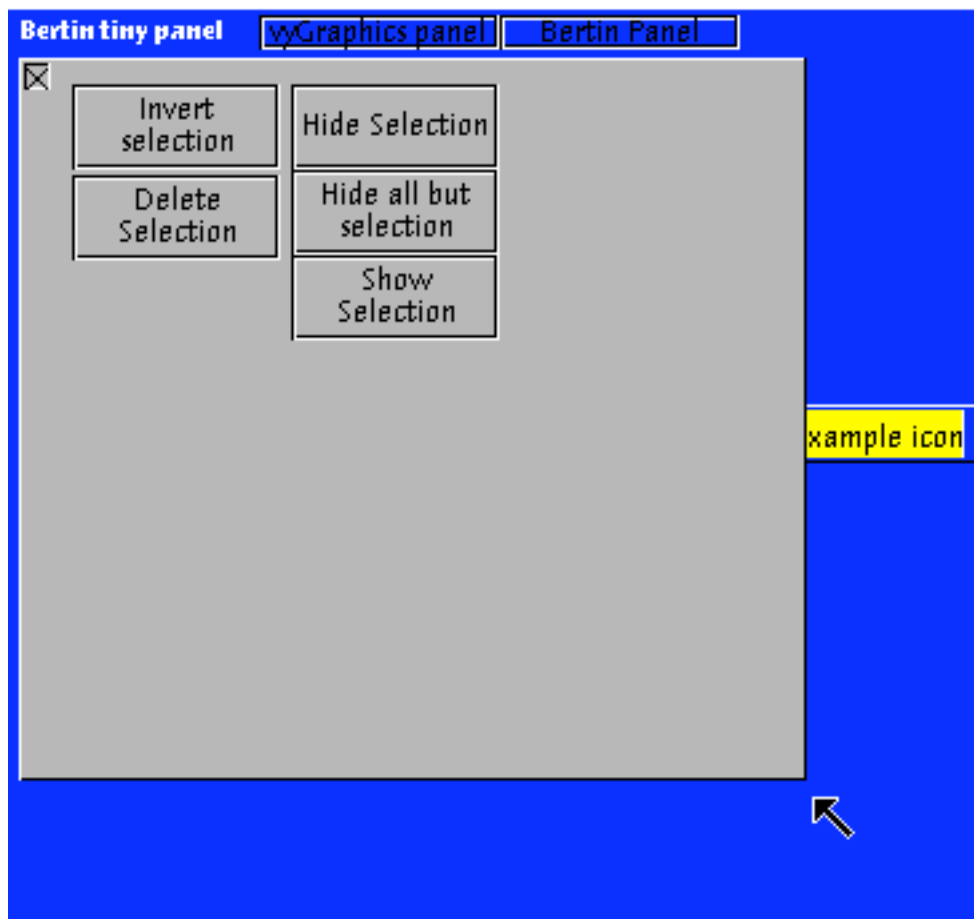 Bertin tiny panel
vyGraphics panel
Bertin Panel
Invert
selection
Hide Selection
Delete
Selection
Hide all but
selection
Show
Selection
xample icon